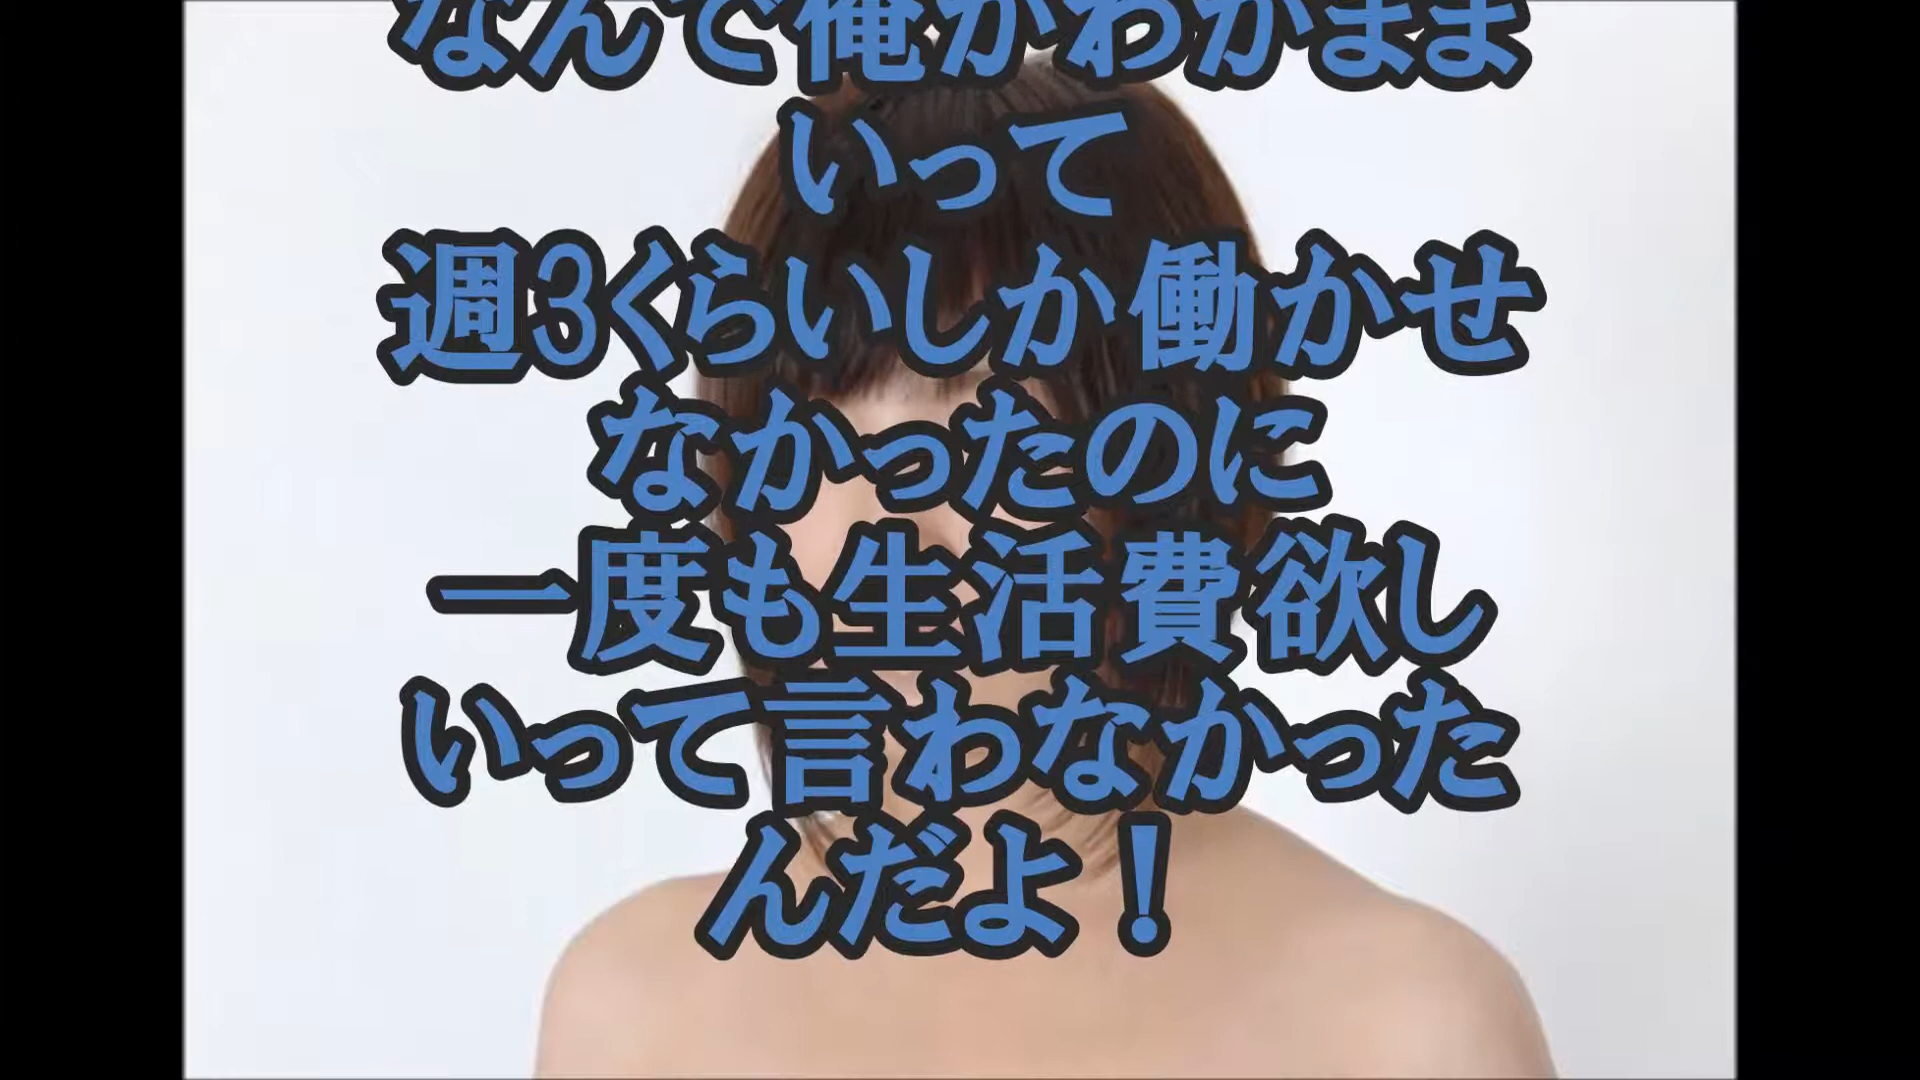 なんで俺がわがまま
いって
週3くらいしか働かせ
なかったのに
一度も生活費欲し
いって言わなかった
んだよ！